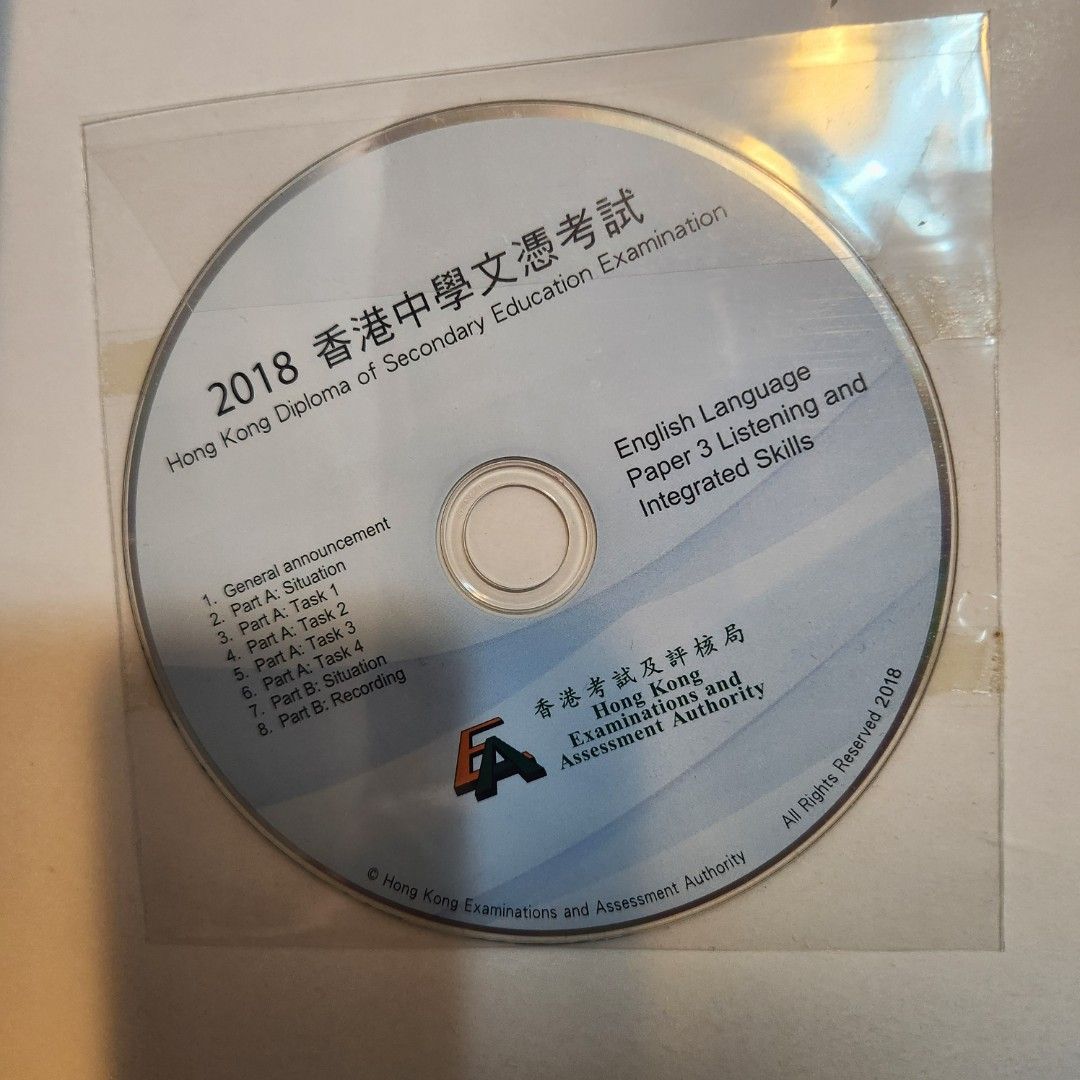 2018 香港中學文憑考試
Hong Kong Diploma of Secondary Education Examination
English Language
Paper 3 Listening and
Integrated Skills
1. General announcement
2. Part A: Situation
3. Part A: Task 1
4. Part A: Task 2
5. Part A: Task 3
6. Part A: Task 4
7. Part B: Situation
8. Part B: Recording
EA
香港考試及評核局
Hong Kong
Examinations and
Assessment Authority
© Hong Kong Examinations and Assessment Authority
All Rights Reserved 2018